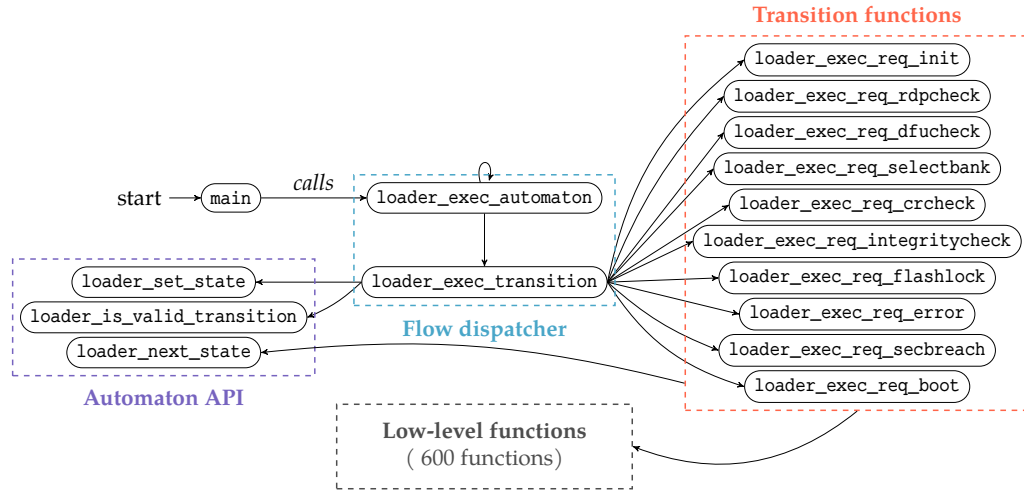 Transition functions
loader_exec_req_init
loader_exec_req_rdpcheck
loader_exec_req_dfucheck
loader_exec_req_selectbank
loader_exec_req_crcheck
loader_exec_req_integritycheck
loader_exec_req_flashlock
loader_exec_req_error
loader_exec_req_secbreach
loader_exec_req_boot
start
main
calls
loader_exec_automaton
loader_exec_transition
Flow dispatcher
loader_set_state
loader_is_valid_transition
loader_next_state
Automaton API
Low-level functions
( 600 functions)